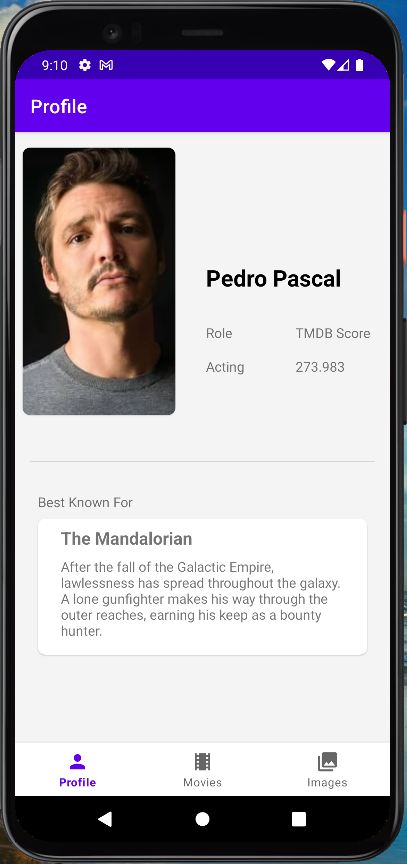 9:10
Profile
Pedro Pascal
Role TMDB Score
Acting 273.983
Best Known For
The Mandalorian
After the fall of the Galactic Empire,
lawlessness has spread throughout the galaxy.
A lone gunfighter makes his way through the
outer reaches, earning his keep as a bounty
hunter.
Profile Movies Images